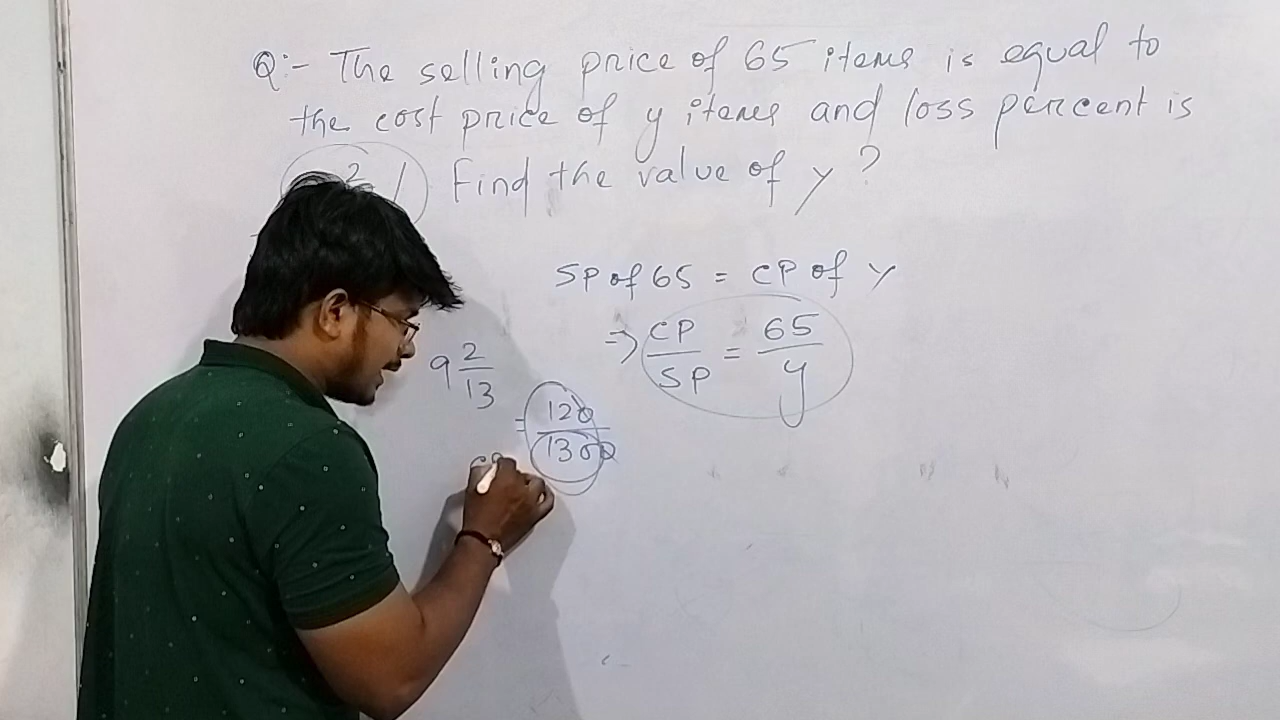 Q:- The selling price of 65 items is equal to
the cost price of y items and loss percent is
2 / Find the value of y ?
SP of 65 = CP of y
=> CP/SP = 65/y
9 2/13
= 120/1300